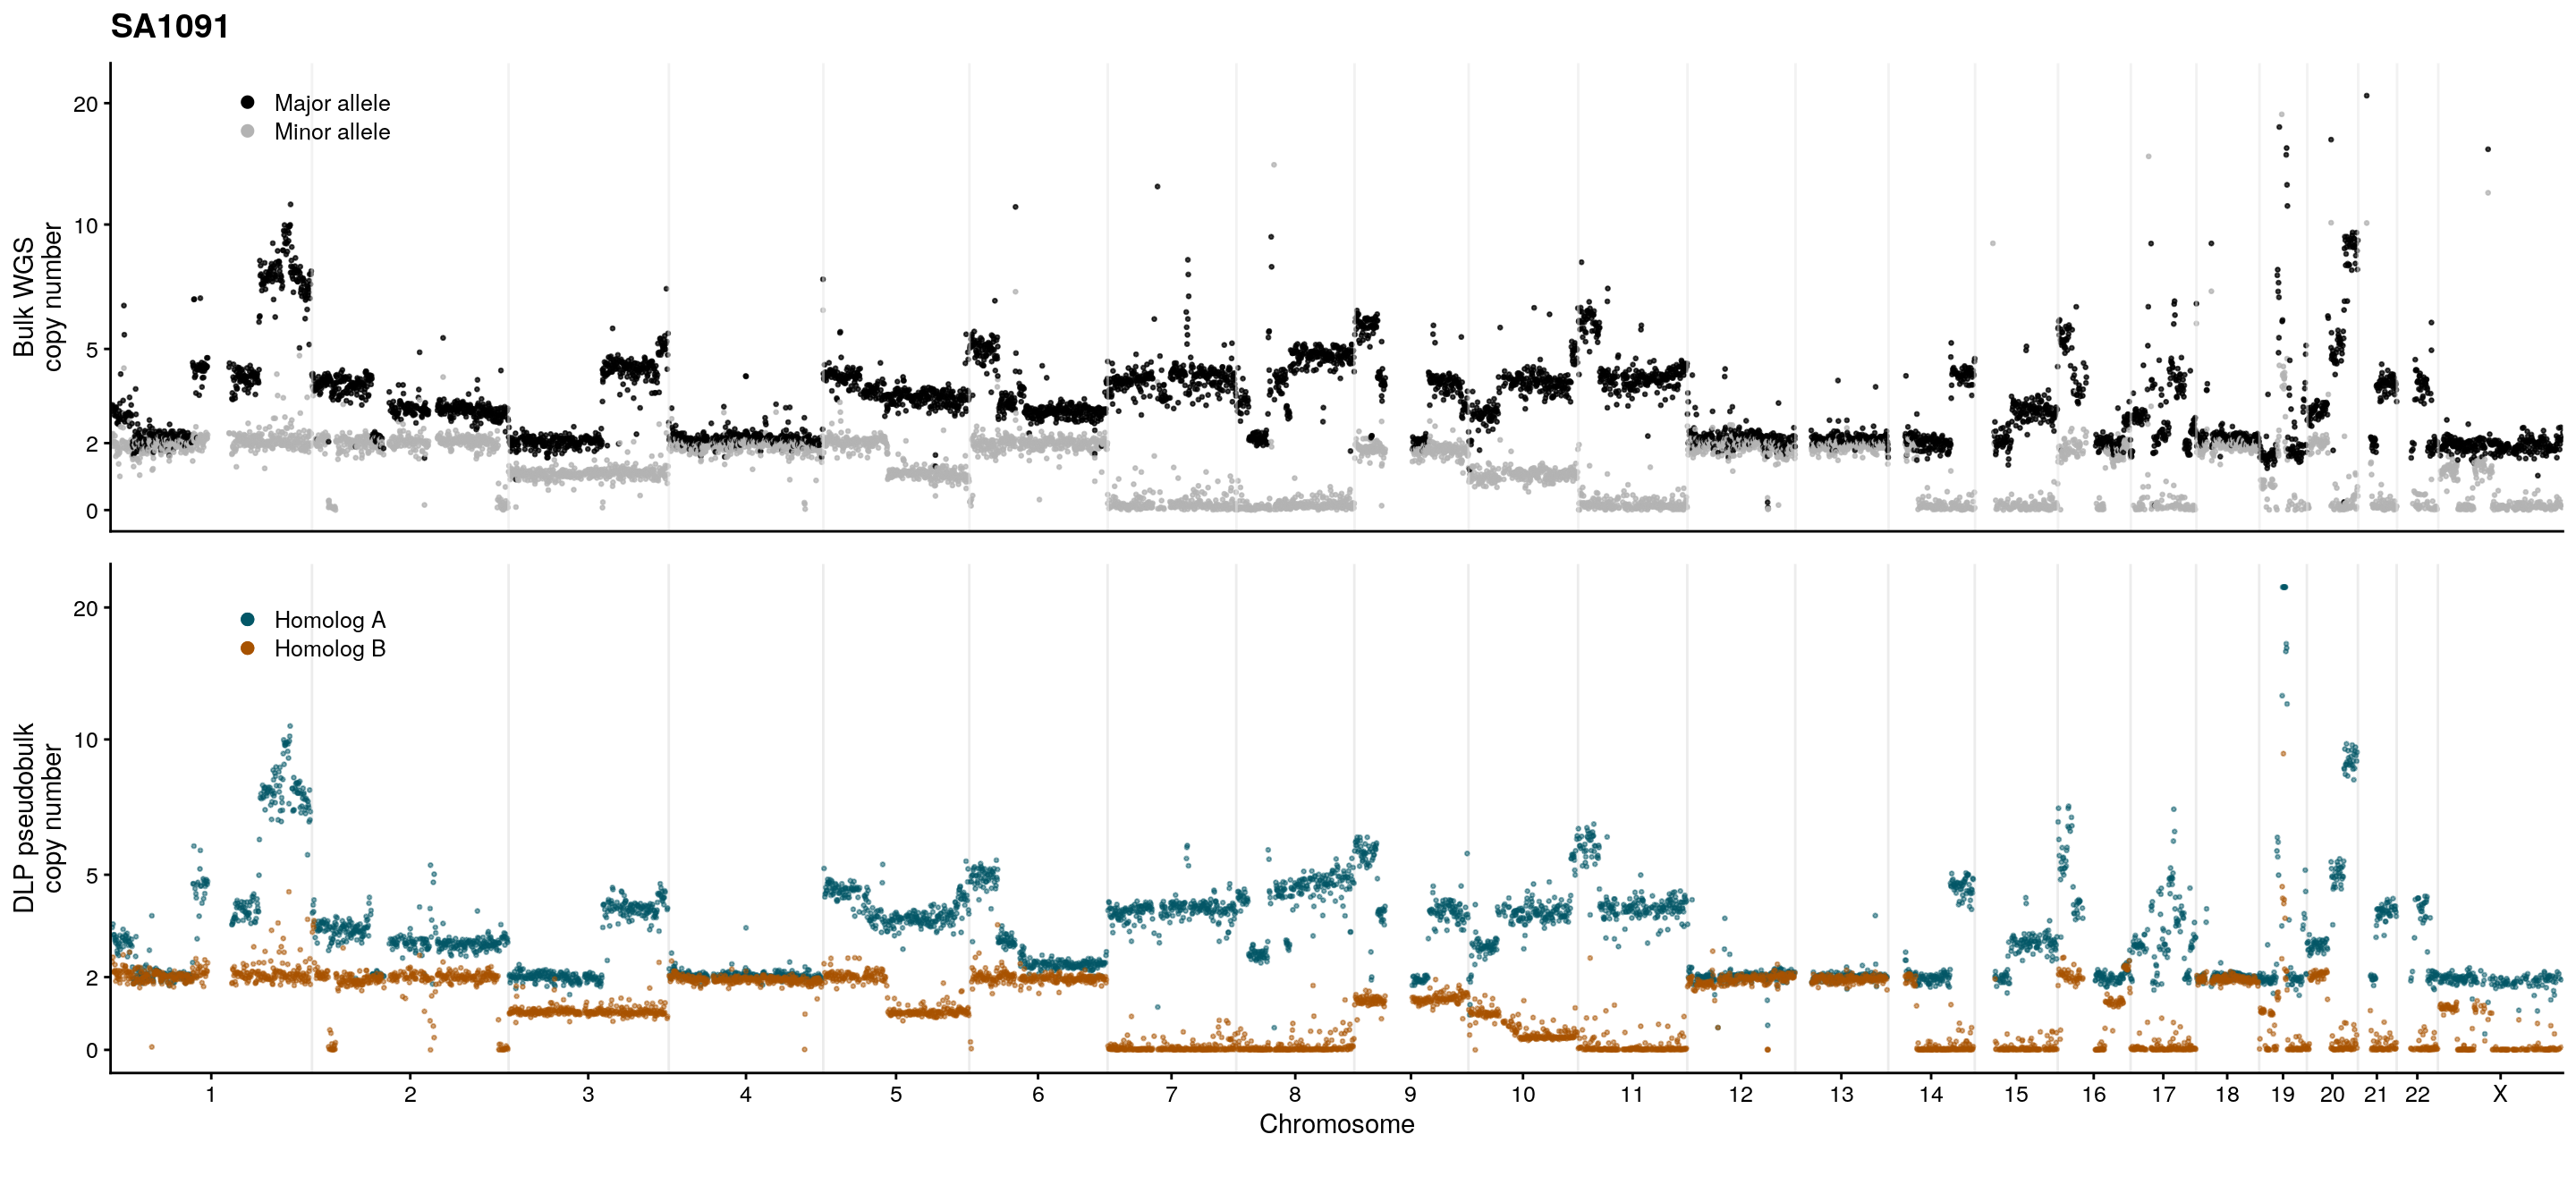 SA1091
Bulk WGS
copy number
20
10
5
2
0
Major allele
Minor allele
DLP pseudobulk
copy number
20
10
5
2
0
Homolog A
Homolog B
1 2 3 4 5 6 7 8 9 10 11 12 13 14 15 16 17 18 19 20 21 22 X
Chromosome